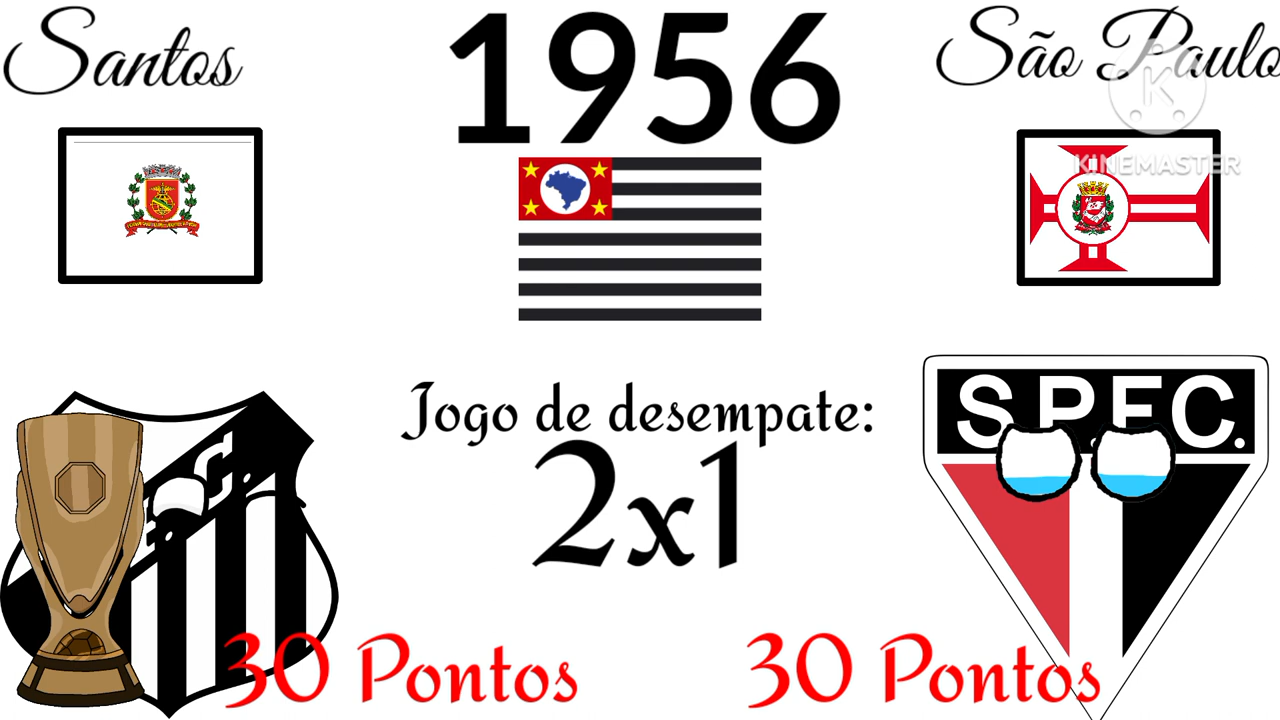 Santos
1956
São Paulo
KINEMASTER
Jogo de desempate:
2x1
S.P.F.C.
30 Pontos
30 Pontos